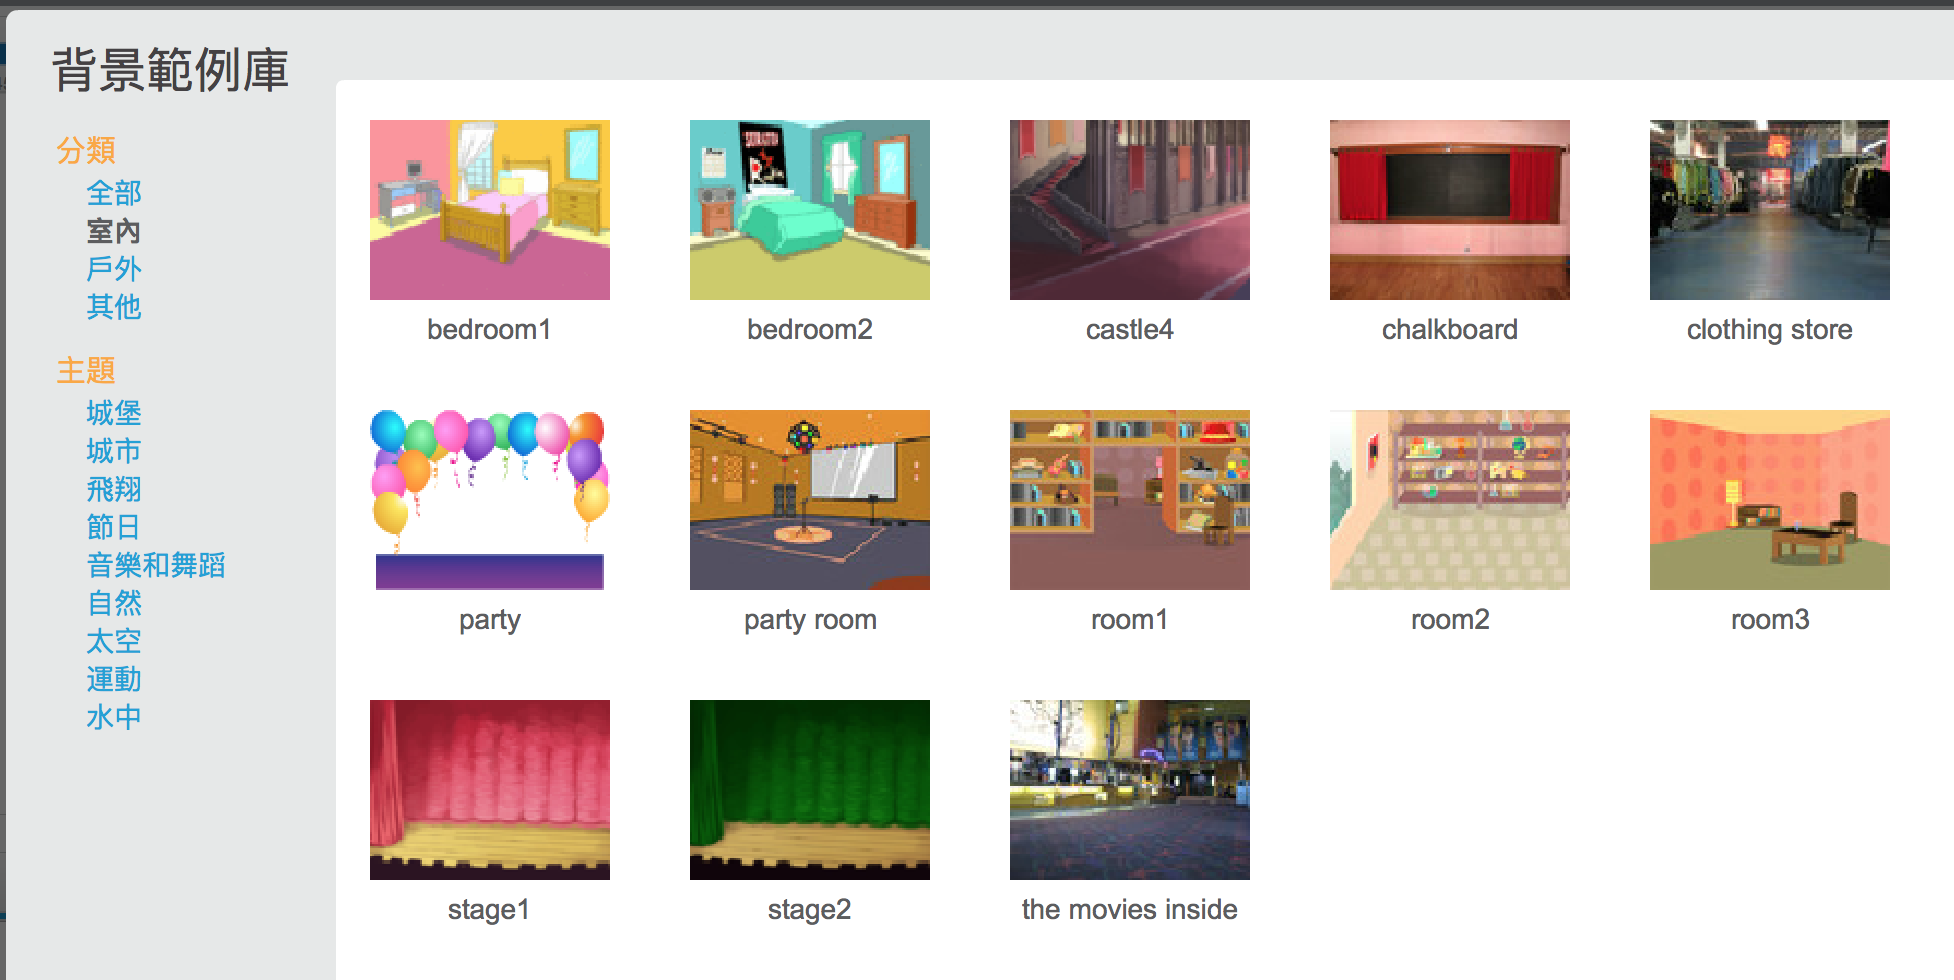 背景範例庫
分類
全部
室內
戶外
其他
主題
城堡
城市
飛翔
節日
音樂和舞蹈
自然
太空
運動
水中
bedroom1
bedroom2
castle4
chalkboard
clothing store
party
party room
room1
room2
room3
stage1
stage2
the movies inside